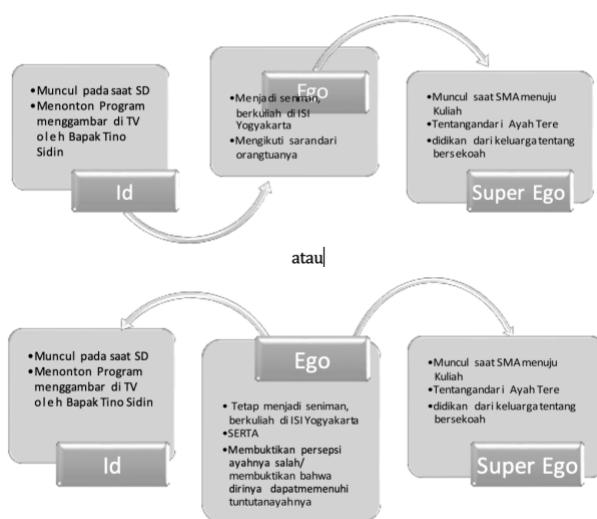 •Muncul pada saat SD
•Menonton Program
menggambar di TV
oleh Bapak Tino
Sidin
Id
Ego
•Menjadi seniman,
berkuliah di ISI
Yogyakarta
•Mengikuti sarandari
orangtuanya
•Muncul saat SMA menuju
Kuliah
•Tentangandari Ayah Tere
•didikan dari keluarga tentang
bersekoah
Super Ego
atau
•Muncul pada saat SD
•Menonton Program
menggambar di TV
oleh Bapak Tino Sidin
Id
Ego
• Tetap menjadi seniman,
berkuliah di ISI Yogyakarta
•SERTA
•Membuktikan persepsi
ayahnya salah/
membuktikan bahwa
dirinya dapatmemenuhi
tuntutanayahnya
•Muncul saat SMA menuju
Kuliah
•Tentangandari Ayah Tere
•didikan dari keluarga tentang
bersekoah
Super Ego